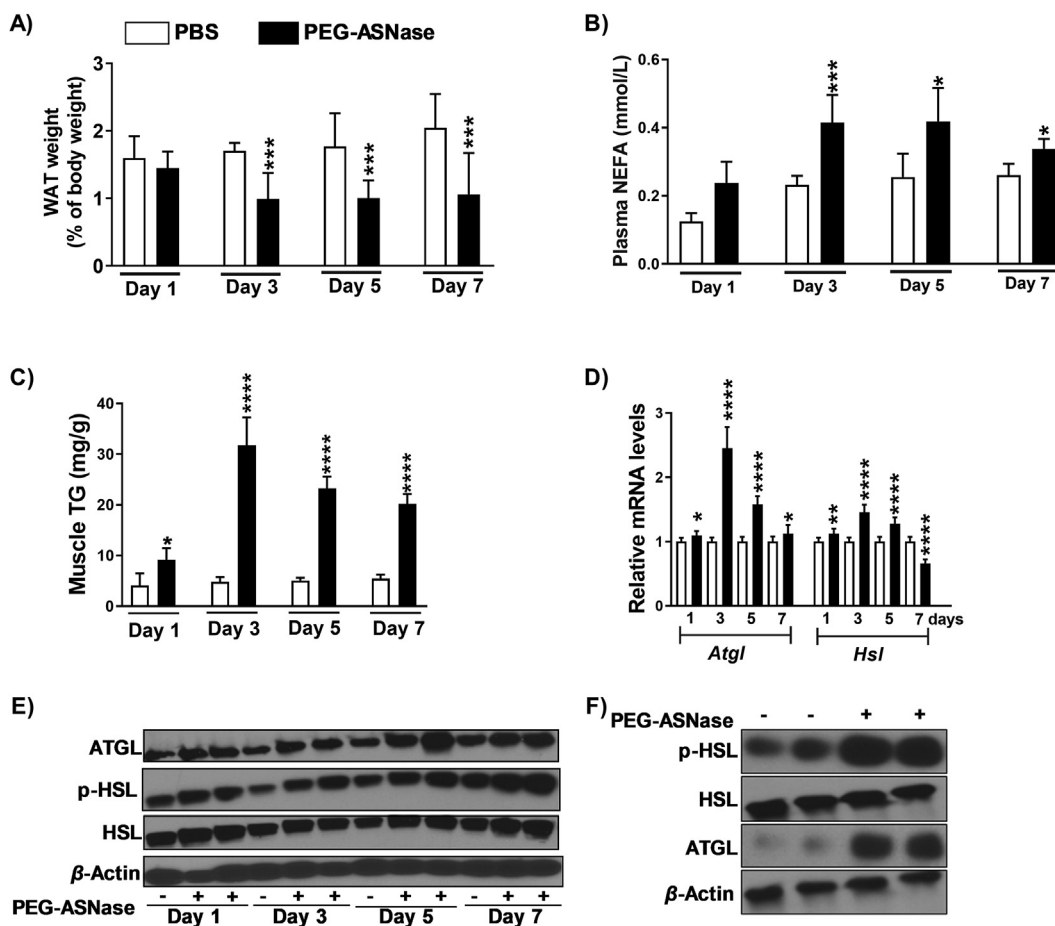 A) PBS PEG-ASNase
WAT weight
(% of body weight)
3
2
1
0
*** *** ***
Day 1 Day 3 Day 5 Day 7
B)
Plasma NEFA (mmol/L)
0.6
0.4
0.2
0.0
*** * *
Day 1 Day 3 Day 5 Day 7
C)
Muscle TG (mg/g)
40
30
20
10
0
* **** **** ****
Day 1 Day 3 Day 5 Day 7
D)
Relative mRNA levels
3
2
1
0
* **** **** * ** **** **** ****
1 3 5 7 1 3 5 7 days
Atgl Hsl
E)
ATGL
p-HSL
HSL
β-Actin
PEG-ASNase - + + - + + - + + - + +
Day 1 Day 3 Day 5 Day 7
F)
PEG-ASNase - - + +
p-HSL
HSL
ATGL
β-Actin